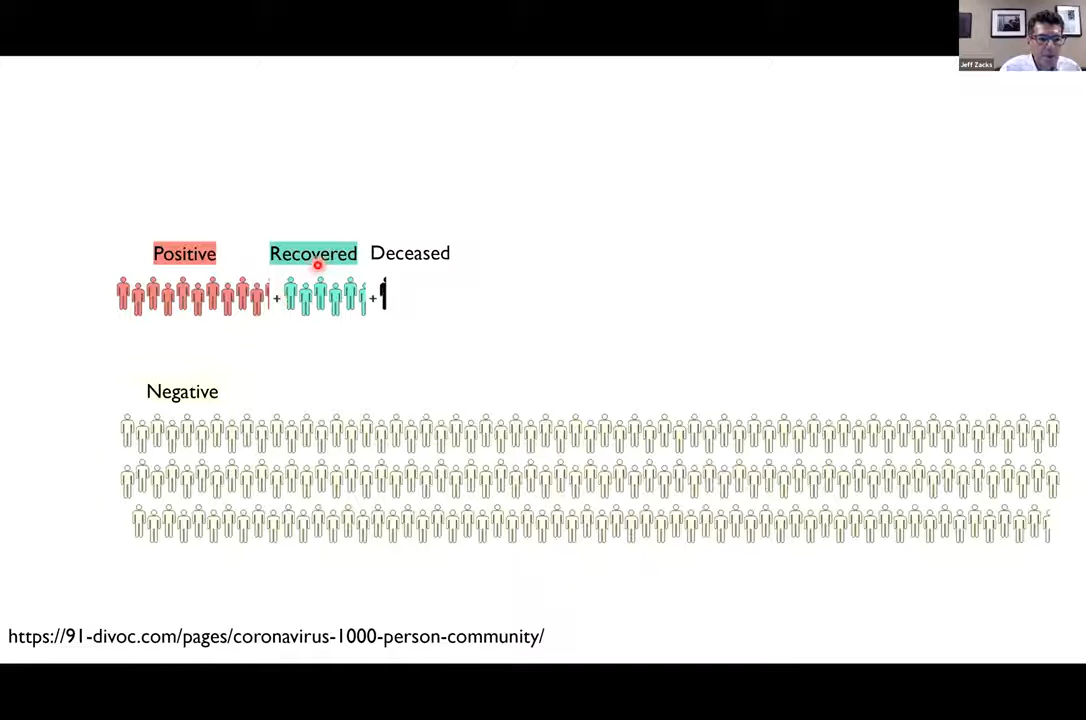 Jeff Zacks
Positive Recovered Deceased
+ +
Negative
https://91-divoc.com/pages/coronavirus-1000-person-community/